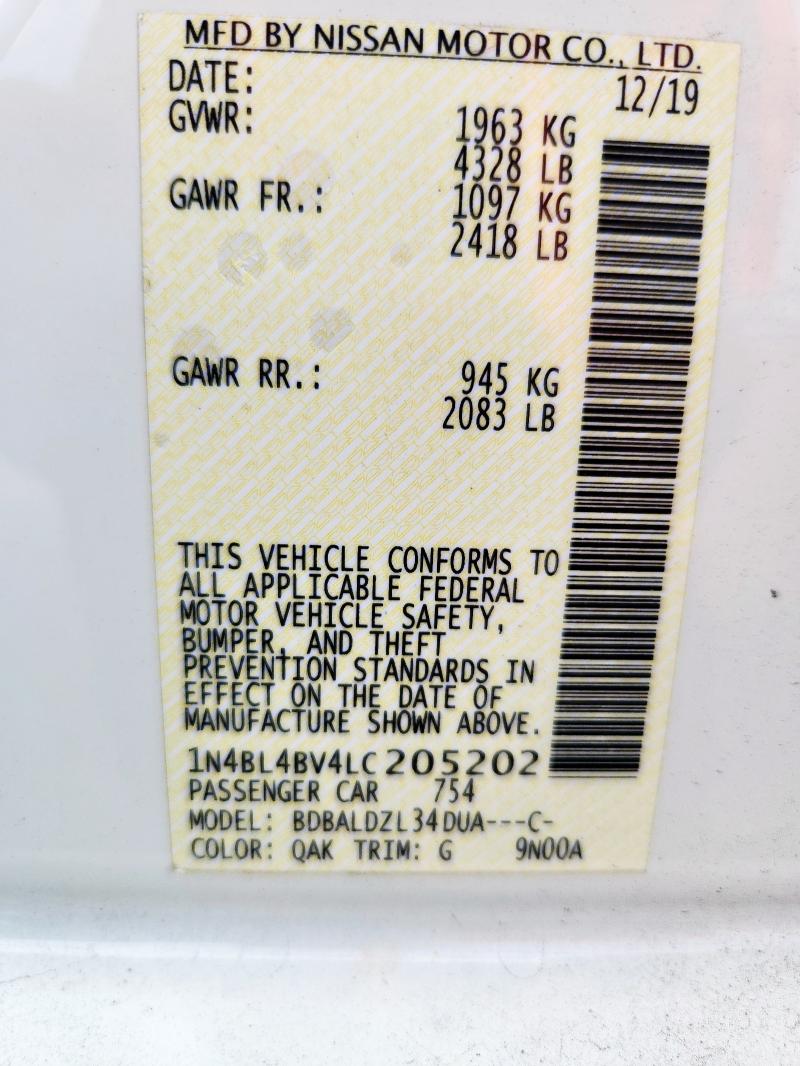 MFD BY NISSAN MOTOR CO., LTD.
DATE: 12/19
GVWR: 1963 KG
4328 LB
GAWR FR.: 1097 KG
2418 LB
GAWR RR.: 945 KG
2083 LB
THIS VEHICLE CONFORMS TO
ALL APPLICABLE FEDERAL
MOTOR VEHICLE SAFETY,
BUMPER, AND THEFT
PREVENTION STANDARDS IN
EFFECT ON THE DATE OF
MANUFACTURE SHOWN ABOVE.
1N4BL4BV4LC205202
PASSENGER CAR 754
MODEL: BDBALDZL34DUA---C-
COLOR: QAK TRIM: G 9N00A